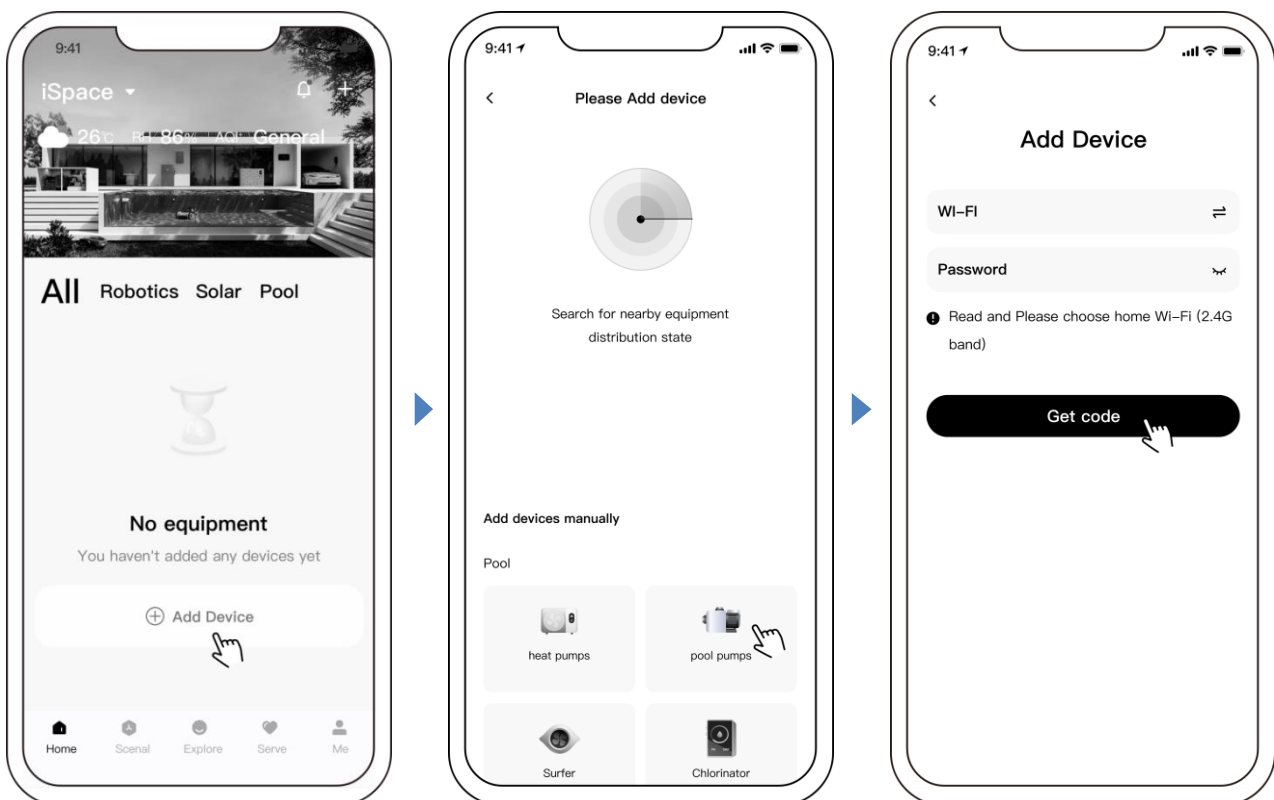 9:41
iSpace
26°C RH 86% AQI: General
All Robotics Solar Pool
No equipment
You haven't added any devices yet
Add Device
Home Scenal Explore Serve Me
9:41
Please Add device
Search for nearby equipment
distribution state
Add devices manually
Pool
heat pumps pool pumps
Surfer Chlorinator
9:41
Add Device
WI–FI
Password
Read and Please choose home Wi–Fi (2.4G
band)
Get code